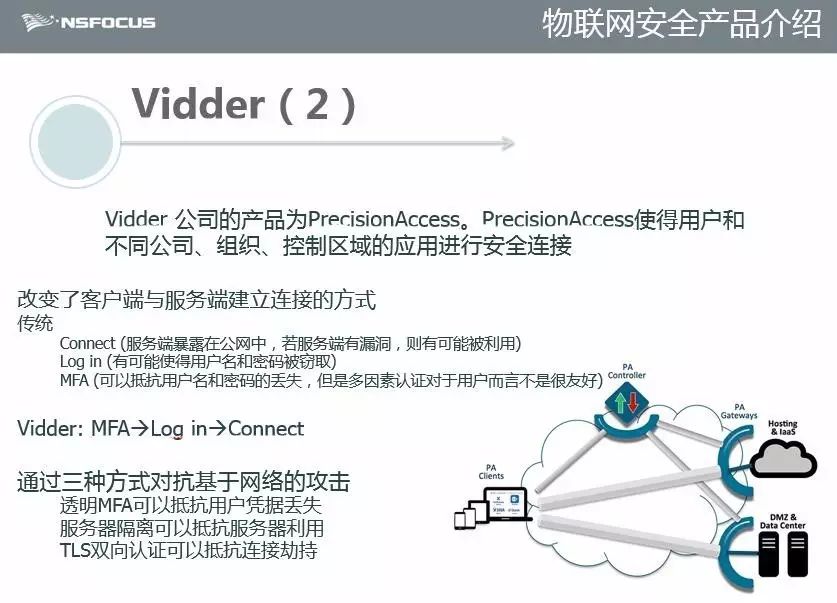 NSFOCUS
物联网安全产品介绍
Vidder（2）
Vidder 公司的产品为PrecisionAccess。PrecisionAccess使得用户和
不同公司、组织、控制区域的应用进行安全连接
改变了客户端与服务端建立连接的方式
传统
Connect (服务端暴露在公网中，若服务端有漏洞，则有可能被利用)
Log in (有可能使得用户名和密码被窃取)
MFA (可以抵抗用户名和密码的丢失，但是多因素认证对于用户而言不是很友好)
Vidder: MFA→Log in→Connect
通过三种方式对抗基于网络的攻击
透明MFA可以抵抗用户凭据丢失
服务器隔离可以抵抗服务器利用
TLS双向认证可以抵抗连接劫持
PA
Controller
PA
Gateways
Hosting
& IaaS
PA
Clients
DMZ &
Data Center